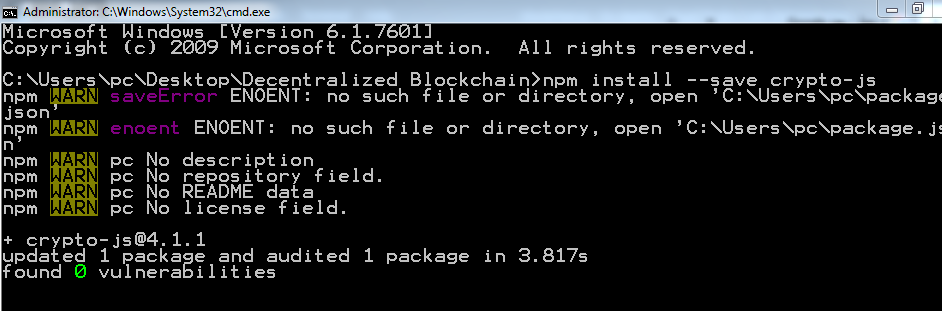 Administrator: C:\Windows\System32\cmd.exe
Microsoft Windows [Version 6.1.7601]
Copyright (c) 2009 Microsoft Corporation.  All rights reserved.
C:\Users\pc\Desktop\Decentralized Blockchain>npm install --save crypto-js
npm WARN saveError ENOENT: no such file or directory, open 'C:\Users\pc\package
json'
npm WARN enoent ENOENT: no such file or directory, open 'C:\Users\pc\package.js
n'
npm WARN pc No description
npm WARN pc No repository field.
npm WARN pc No README data
npm WARN pc No license field.
+ crypto-js@4.1.1
updated 1 package and audited 1 package in 3.817s
found 0 vulnerabilities